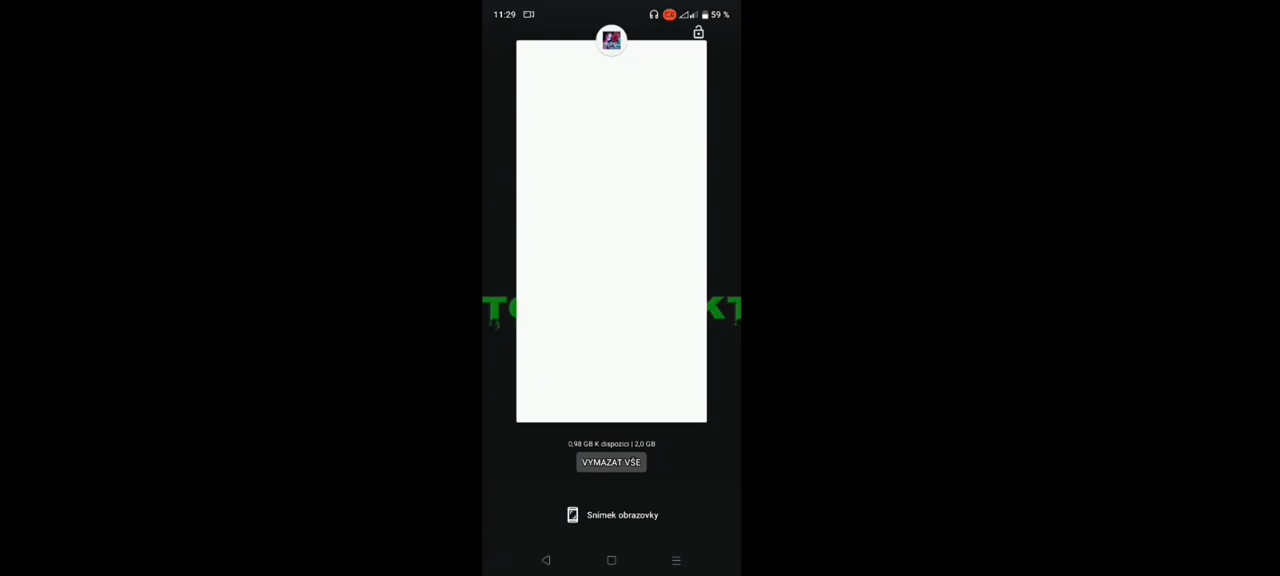 11:29 59 %
0,98 GB K dispozici | 2,0 GB
VYMAZAT VŠE
Snímek obrazovky